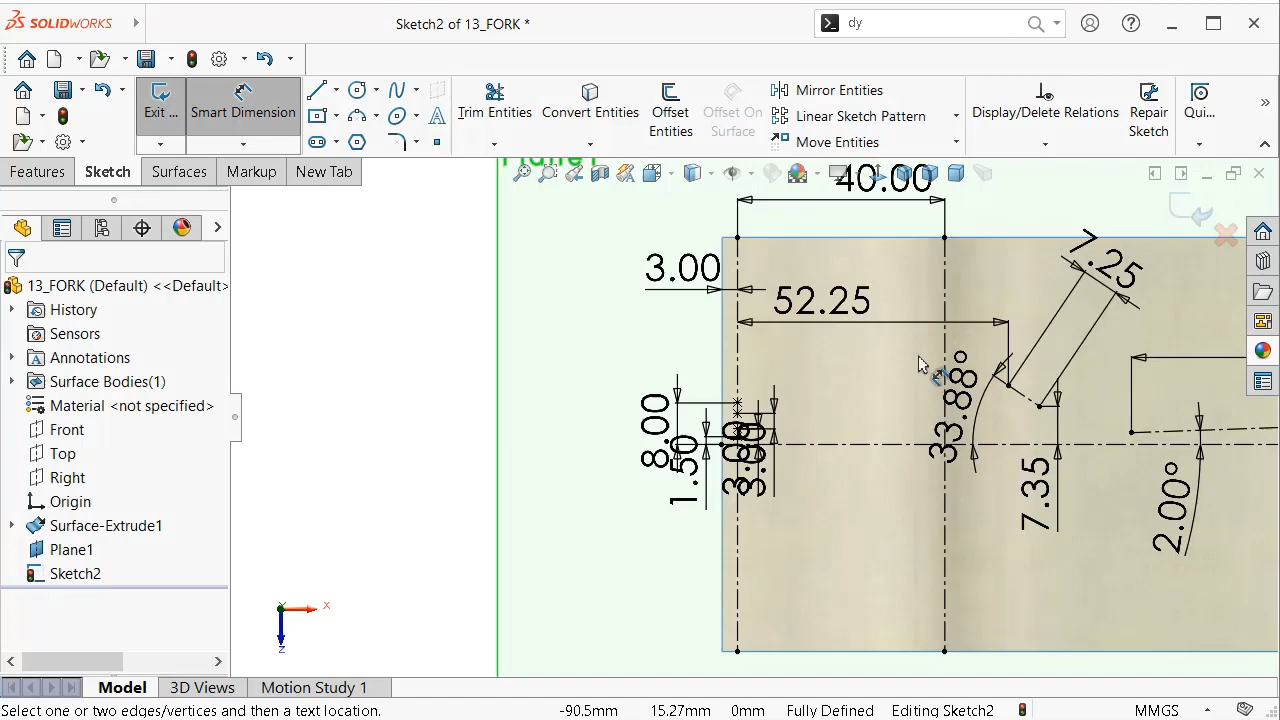 SOLIDWORKS
Sketch2 of 13_FORK *
dy
Exit ...
Smart Dimension
Trim Entities
Convert Entities
Offset Entities
Offset On Surface
Mirror Entities
Linear Sketch Pattern
Move Entities
Display/Delete Relations
Repair Sketch
Qui...
Features
Sketch
Surfaces
Markup
New Tab
13_FORK (Default) <<Default>
History
Sensors
Annotations
Surface Bodies(1)
Material <not specified>
Front
Top
Right
Origin
Surface-Extrude1
Plane1
Sketch2
Plane1
40.00
3.00
52.25
7.25
33.88°
8.00
1.50
3.00
3.80
7.35
2.00°
X
Z
Model
3D Views
Motion Study 1
Select one or two edges/vertices and then a text location.
-90.5mm
15.27mm
0mm
Fully Defined
Editing Sketch2
MMGS